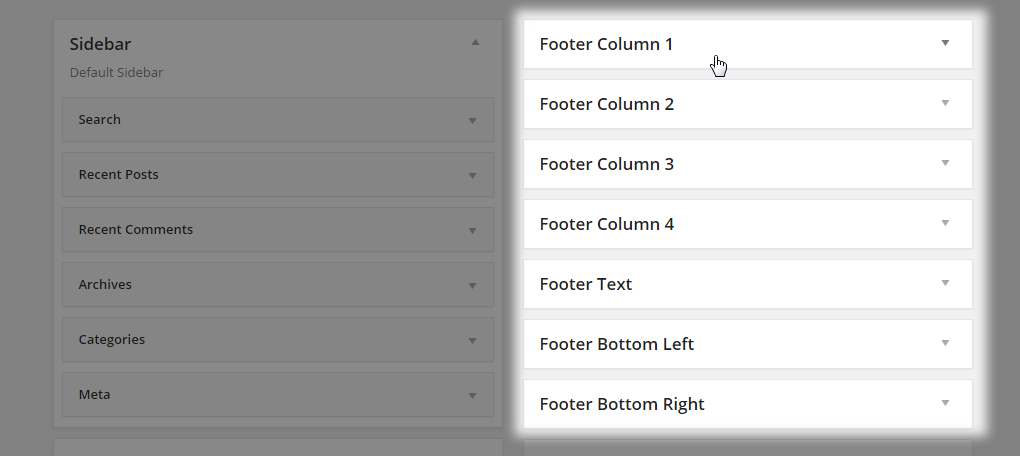 Sidebar
Default Sidebar
Search
Recent Posts
Recent Comments
Archives
Categories
Meta
Footer Column 1
Footer Column 2
Footer Column 3
Footer Column 4
Footer Text
Footer Bottom Left
Footer Bottom Right